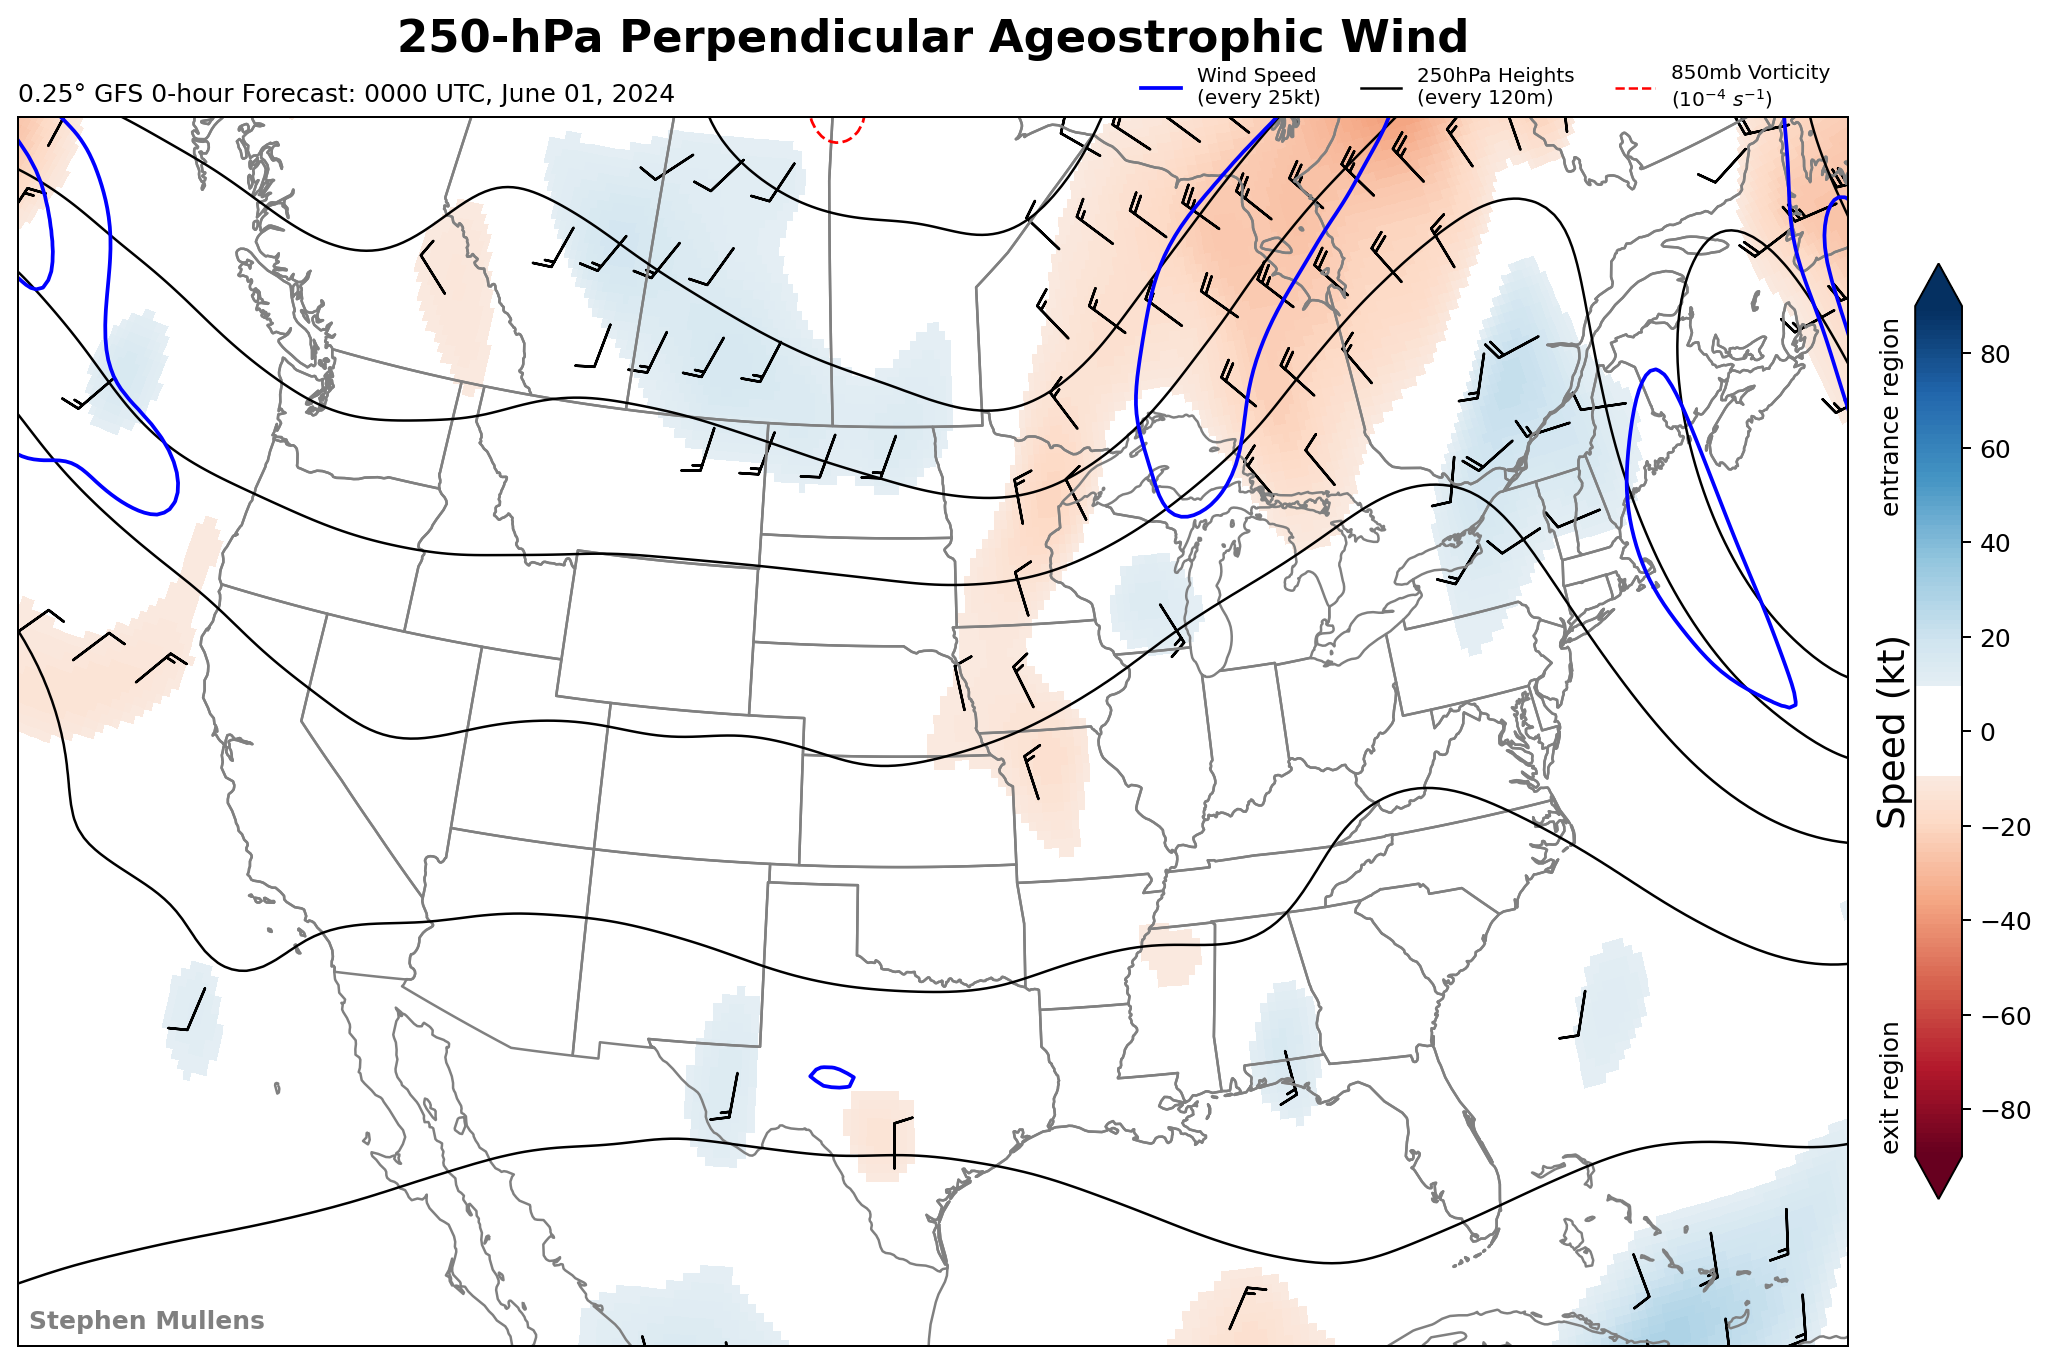 250-hPa Perpendicular Ageostrophic Wind
0.25° GFS 0-hour Forecast: 0000 UTC, June 01, 2024
Wind Speed
(every 25kt)
250hPa Heights
(every 120m)
850mb Vorticity
(10⁻⁴ s⁻¹)
entrance region
Speed (kt)
exit region
80
60
40
20
0
−20
−40
−60
−80
Stephen Mullens